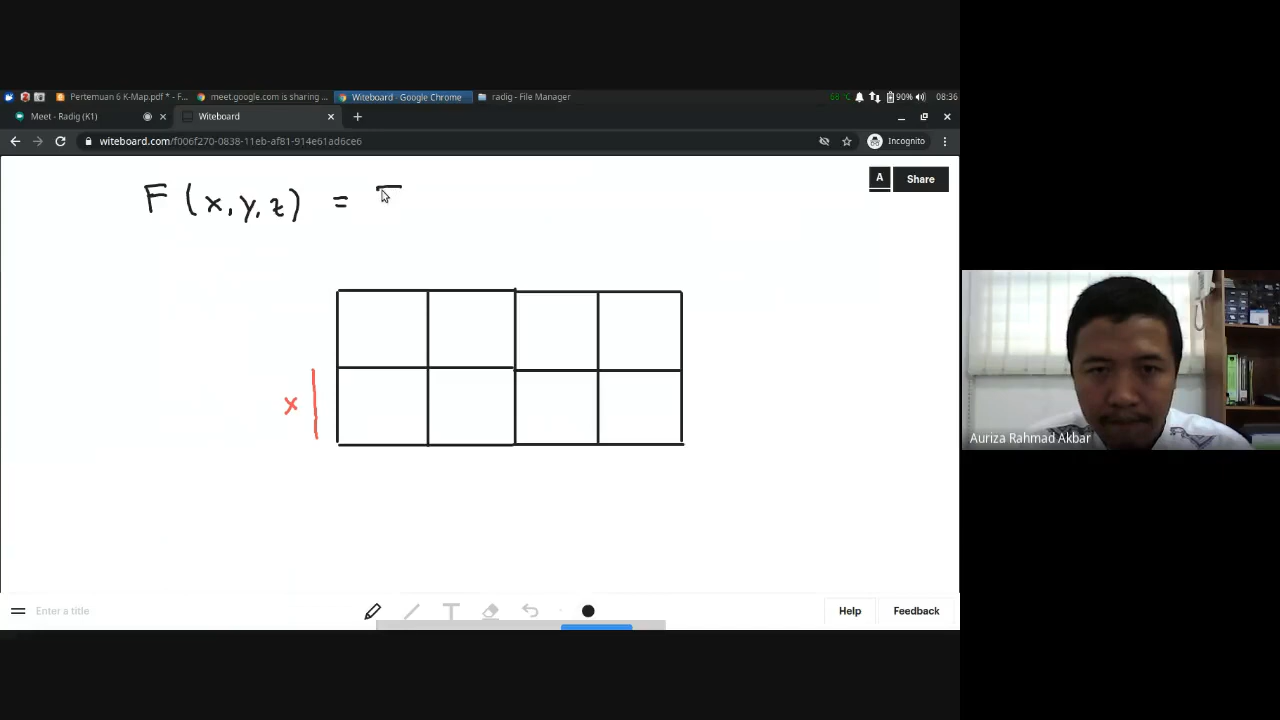 Pertemuan 6 K-Map.pdf * - F...
meet.google.com is sharing ...
Witeboard - Google Chrome
radig - File Manager
68 °C
90%
08:36
Meet - Radig (K1)
Witeboard
witeboard.com/f006f270-0838-11eb-af81-914e61ad6ce6
Incognito
F (x, y, z) =
A
Share
x
Auriza Rahmad Akbar
Enter a title
T
Help
Feedback